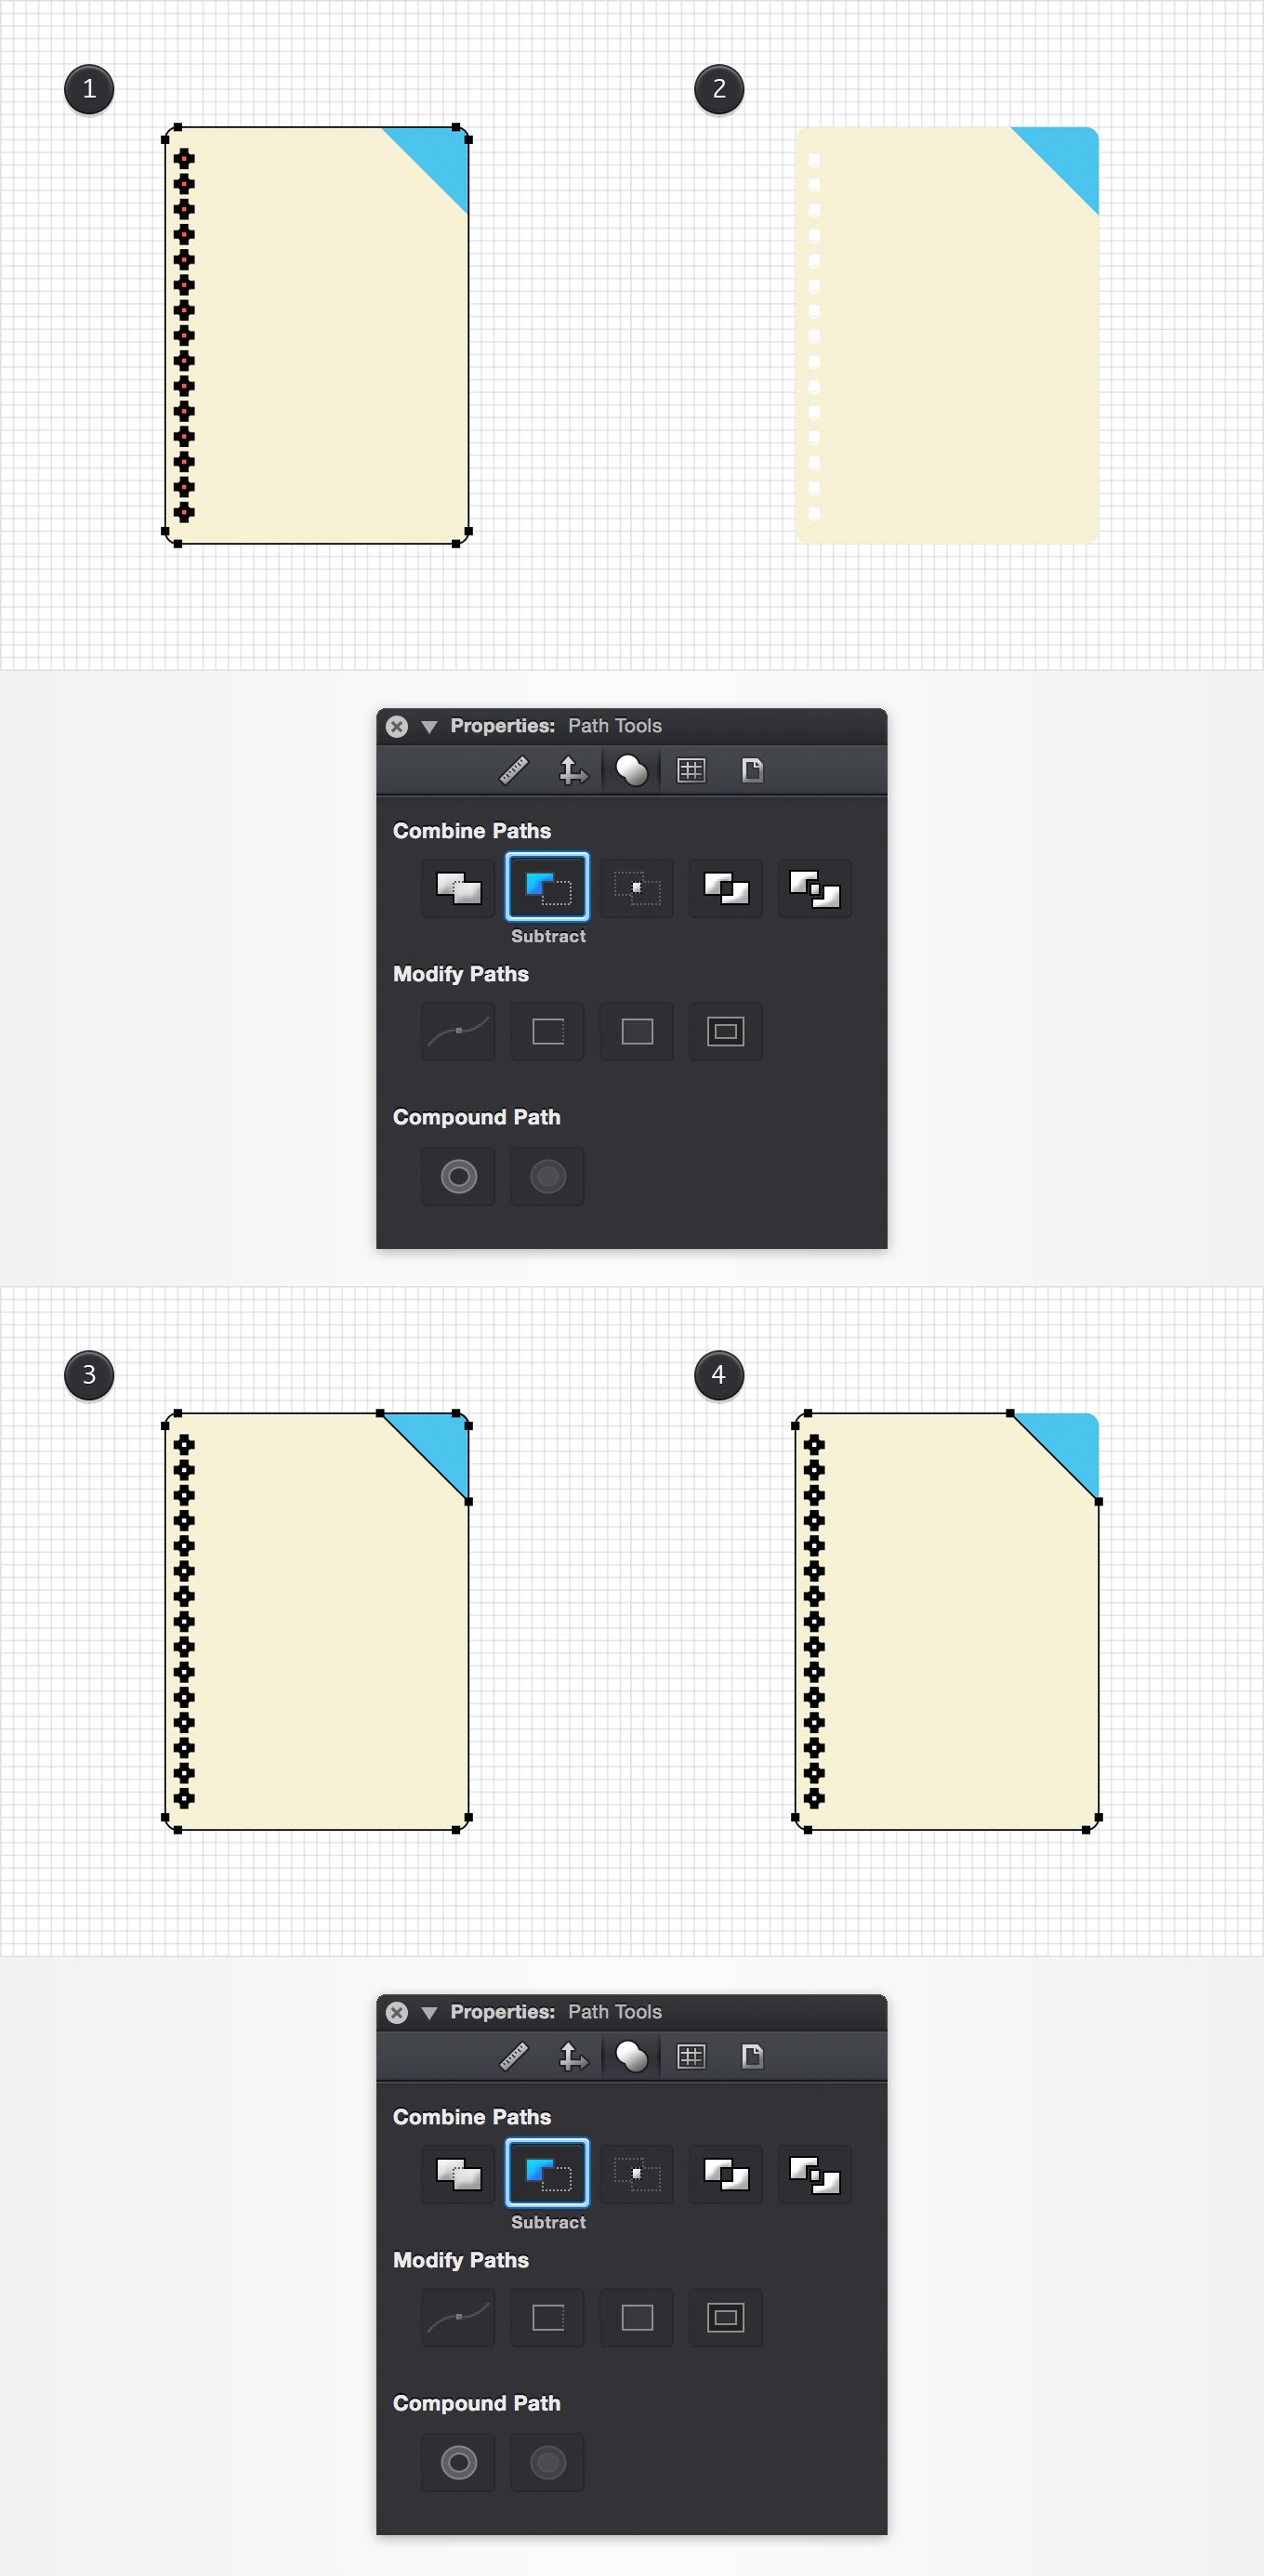 1
2
Properties: Path Tools
Combine Paths
Subtract
Modify Paths
Compound Path
3
4
Properties: Path Tools
Combine Paths
Subtract
Modify Paths
Compound Path